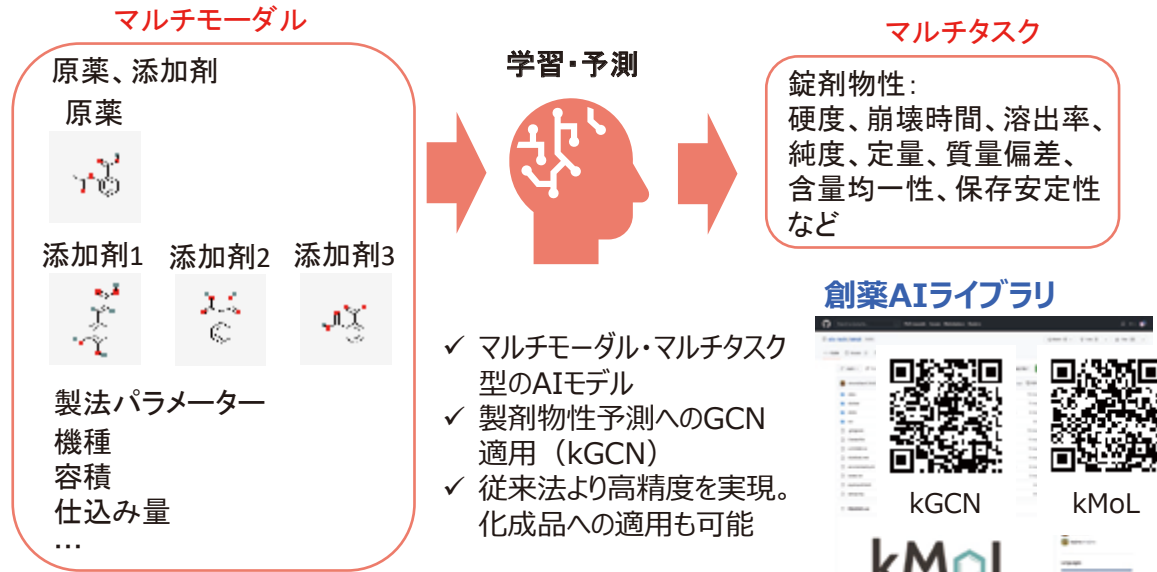 マルチモーダル
原薬、添加剤
原薬
添加剤1 添加剤2 添加剤3
製法パラメーター
機種
容積
仕込み量
…
学習・予測
マルチタスク
錠剤物性：
硬度、崩壊時間、溶出率、
純度、定量、質量偏差、
含量均一性、保存安定性
など
✓ マルチモーダル・マルチタスク
型のAIモデル
✓ 製剤物性予測へのGCN
適用（kGCN）
✓ 従来法より高精度を実現。
化成品への適用も可能
創薬AIライブラリ
kGCN kMoL
kMoL